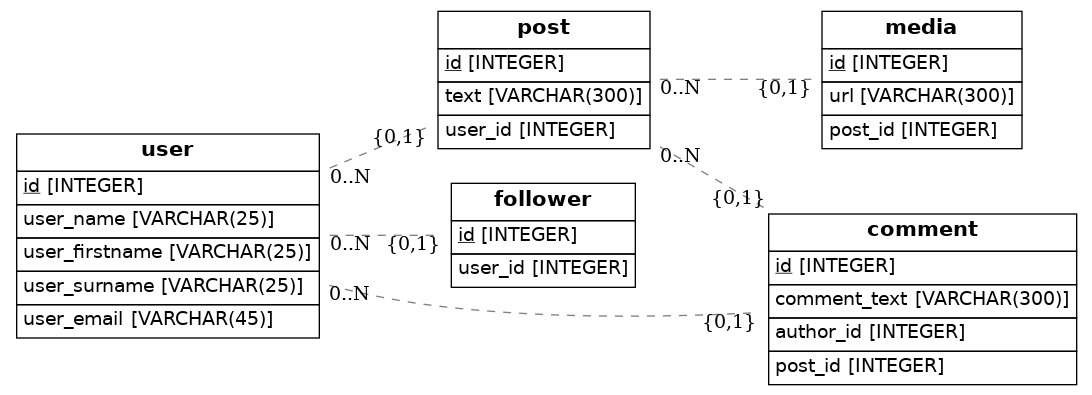 post
id [INTEGER]
text [VARCHAR(300)]
user_id [INTEGER]
media
id [INTEGER]
url [VARCHAR(300)]
post_id [INTEGER]
0..N
{0,1}
{0,1}
0..N
user
id [INTEGER]
user_name [VARCHAR(25)]
user_firstname [VARCHAR(25)]
user_surname [VARCHAR(25)]
user_email [VARCHAR(45)]
0..N
{0,1}
follower
id [INTEGER]
user_id [INTEGER]
0..N
{0,1}
0..N
{0,1}
comment
id [INTEGER]
comment_text [VARCHAR(300)]
author_id [INTEGER]
post_id [INTEGER]